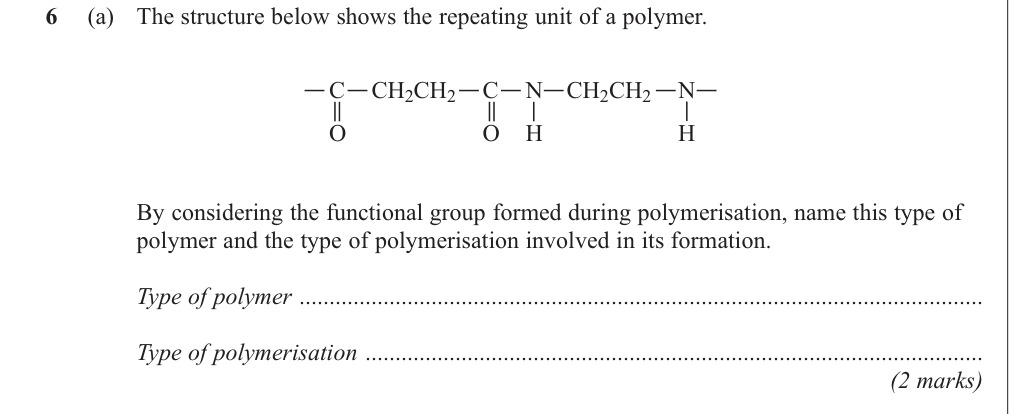 6 (a) The structure below shows the repeating unit of a polymer.
—C—CH₂CH₂—C—N—CH₂CH₂—N—
|| || | |
O O H H
By considering the functional group formed during polymerisation, name this type of
polymer and the type of polymerisation involved in its formation.
Type of polymer ....................................................................................................
Type of polymerisation ..........................................................................................
(2 marks)